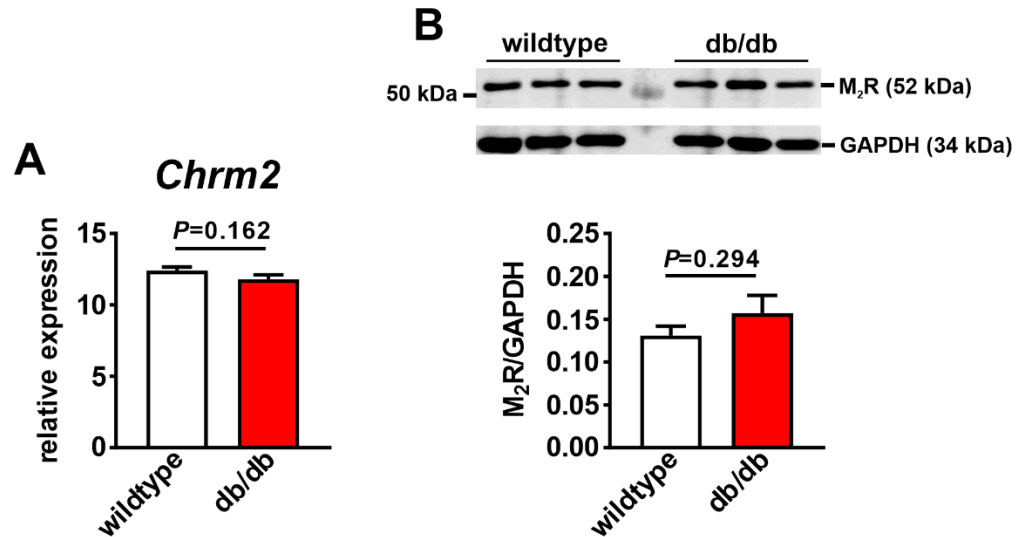 B
wildtype
db/db
50 kDa
M₂R (52 kDa)
GAPDH (34 kDa)
A
Chrm2
relative expression
15
10
5
0
P=0.162
wildtype
db/db
M₂R/GAPDH
0.25
0.20
0.15
0.10
0.05
0.00
P=0.294
wildtype
db/db